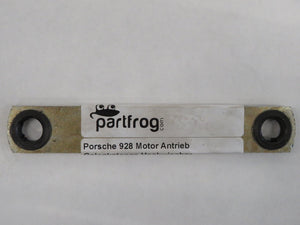 partfrog
.com
Porsche 928 Motor Antrieb